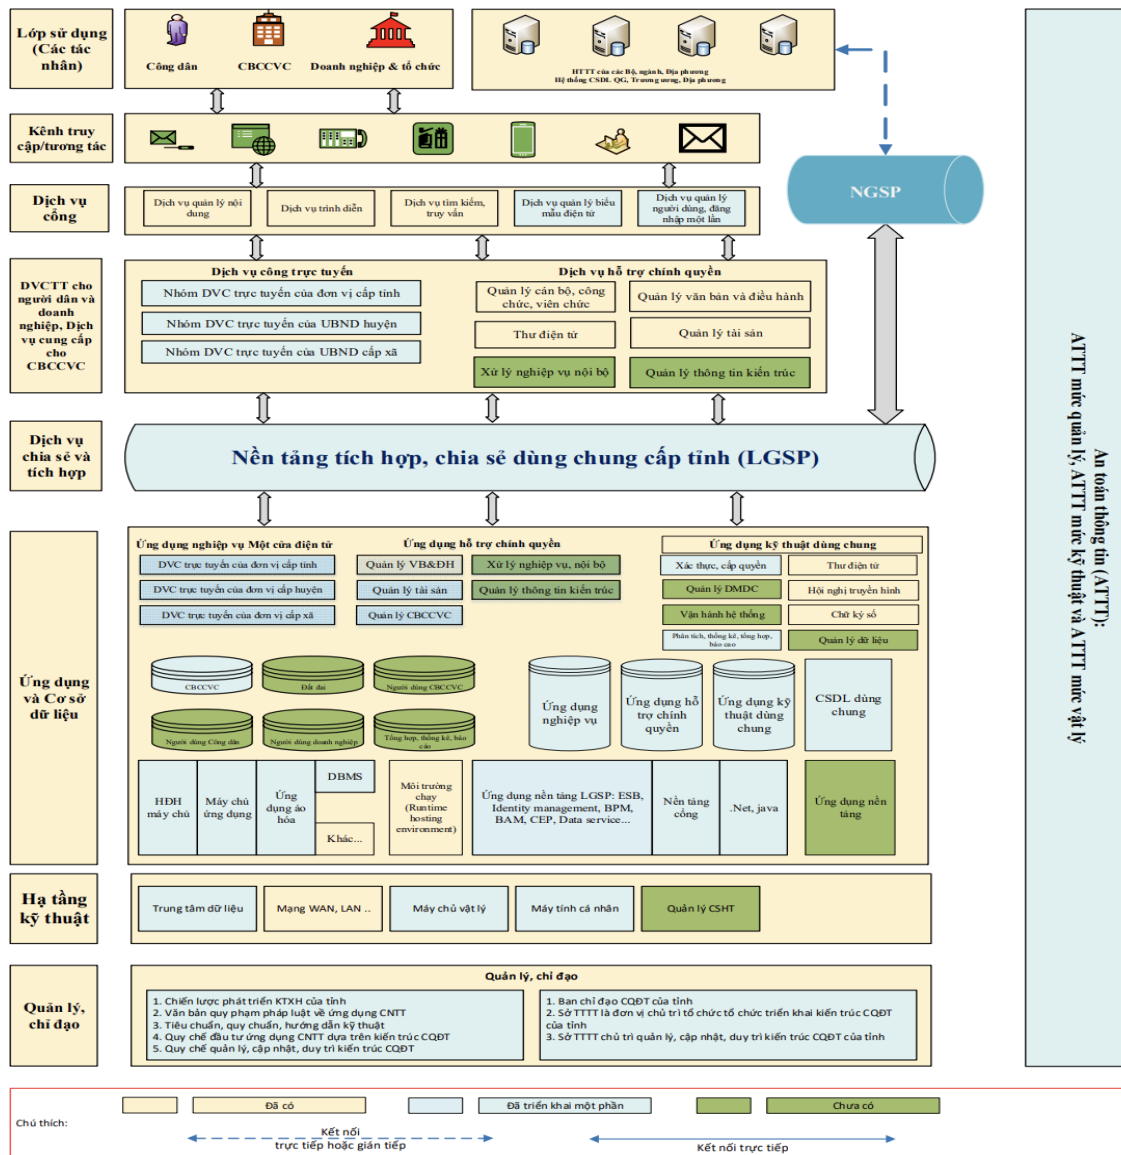 Lớp sử dụng
(Các tác
nhân)
Công dân
CBCCVC
Doanh nghiệp & tổ chức
HTTT của các Bộ, ngành, Địa phương
Hệ thống CSDL QG, Trương ương, Địa phương
Kênh truy
cập/tương tác
NGSP
Dịch vụ
cổng
Dịch vụ quản lý nội
dung
Dịch vụ trình diễn
Dịch vụ tìm kiếm,
truy vấn
Dịch vụ quản lý biểu
mẫu điện tử
Dịch vụ quản lý
người dùng, đăng
nhập một lần
DVCTT cho
người dân và
doanh
nghiệp, Dịch
vụ cung cấp
cho
CBCCVC
Dịch vụ công trực tuyến
Nhóm DVC trực tuyến của đơn vị cấp tỉnh
Nhóm DVC trực tuyến của UBND huyện
Nhóm DVC trực tuyến của UBND cấp xã
Dịch vụ hỗ trợ chính quyền
Quản lý cán bộ, công
chức, viên chức
Quản lý văn bản và điều hành
Thư điện tử
Quản lý tài sản
Xử lý nghiệp vụ nội bộ
Quản lý thông tin kiến trúc
Dịch vụ
chia sẻ và
tích hợp
Nền tảng tích hợp, chia sẻ dùng chung cấp tỉnh (LGSP)
Ứng dụng
và Cơ sở
dữ liệu
Ứng dụng nghiệp vụ Một cửa điện tử
DVC trực tuyến của đơn vị cấp tỉnh
DVC trực tuyến của đơn vị cấp huyện
DVC trực tuyến của đơn vị cấp xã
Ứng dụng hỗ trợ chính quyền
Quản lý VB&ĐH
Xử lý nghiệp vụ, nội bộ
Quản lý tài sản
Quản lý thông tin kiến trúc
Quản lý CBCCVC
Ứng dụng kỹ thuật dùng chung
Xác thực, cấp quyền
Thư điện tử
Quản lý DMDC
Hội nghị truyền hình
Vận hành hệ thống
Chữ ký số
Phân tích, thống kê, tổng hợp,
báo cao
Quản lý dữ liệu
CBCCVC
Đất đai
Người dùng CBCCVC
Người dùng Công dân
Người dùng doanh nghiệp
Tổng hợp, thống kê, báo
cáo
Ứng dụng
nghiệp vụ
Ứng dụng hỗ
trợ chính
quyền
Ứng dụng kỹ
thuật dùng
chung
CSDL dùng
chung
HĐH
máy chủ
Máy chủ
ứng dụng
Ứng
dụng ảo
hóa
DBMS
Khác...
Môi trường
chạy
(Runtime
hosting
environment)
Ứng dụng nền tảng LGSP: ESB,
Identity management, BPM,
BAM, CEP, Data service...
Nền tảng
cổng
.Net, java
Ứng dụng nền
tảng
Hạ tầng
kỹ thuật
Trung tâm dữ liệu
Mạng WAN, LAN ..
Máy chủ vật lý
Máy tính cá nhân
Quản lý CSHT
Quản lý,
chỉ đạo
Quản lý, chỉ đạo
1. Chiến lược phát triển KTXH của tỉnh
2. Văn bản quy phạm pháp luật về ứng dụng CNTT
3. Tiêu chuẩn, quy chuẩn, hướng dẫn kỹ thuật
4. Quy chế đầu tư ứng dụng CNTT dựa trên kiến trúc CQĐT
5. Quy chế quản lý, cập nhật, duy trì kiến trúc CQĐT
1. Ban chỉ đạo CQĐT của tỉnh
2. Sở TTTT là đơn vị chủ trì tổ chức tổ chức triển khai kiến trúc CQĐT
của tỉnh
3. Sở TTTT chủ trì quản lý, cập nhật, duy trì kiến trúc CQĐT của tỉnh
An toán thông tin (ATTT):
ATTT mức quản lý, ATTT mức kỹ thuật và ATTT mức vật lý
Chú thích:
Đã có
Đã triển khai một phần
Chưa có
Kết nối
trực tiếp hoặc gián tiếp
Kết nối trực tiếp